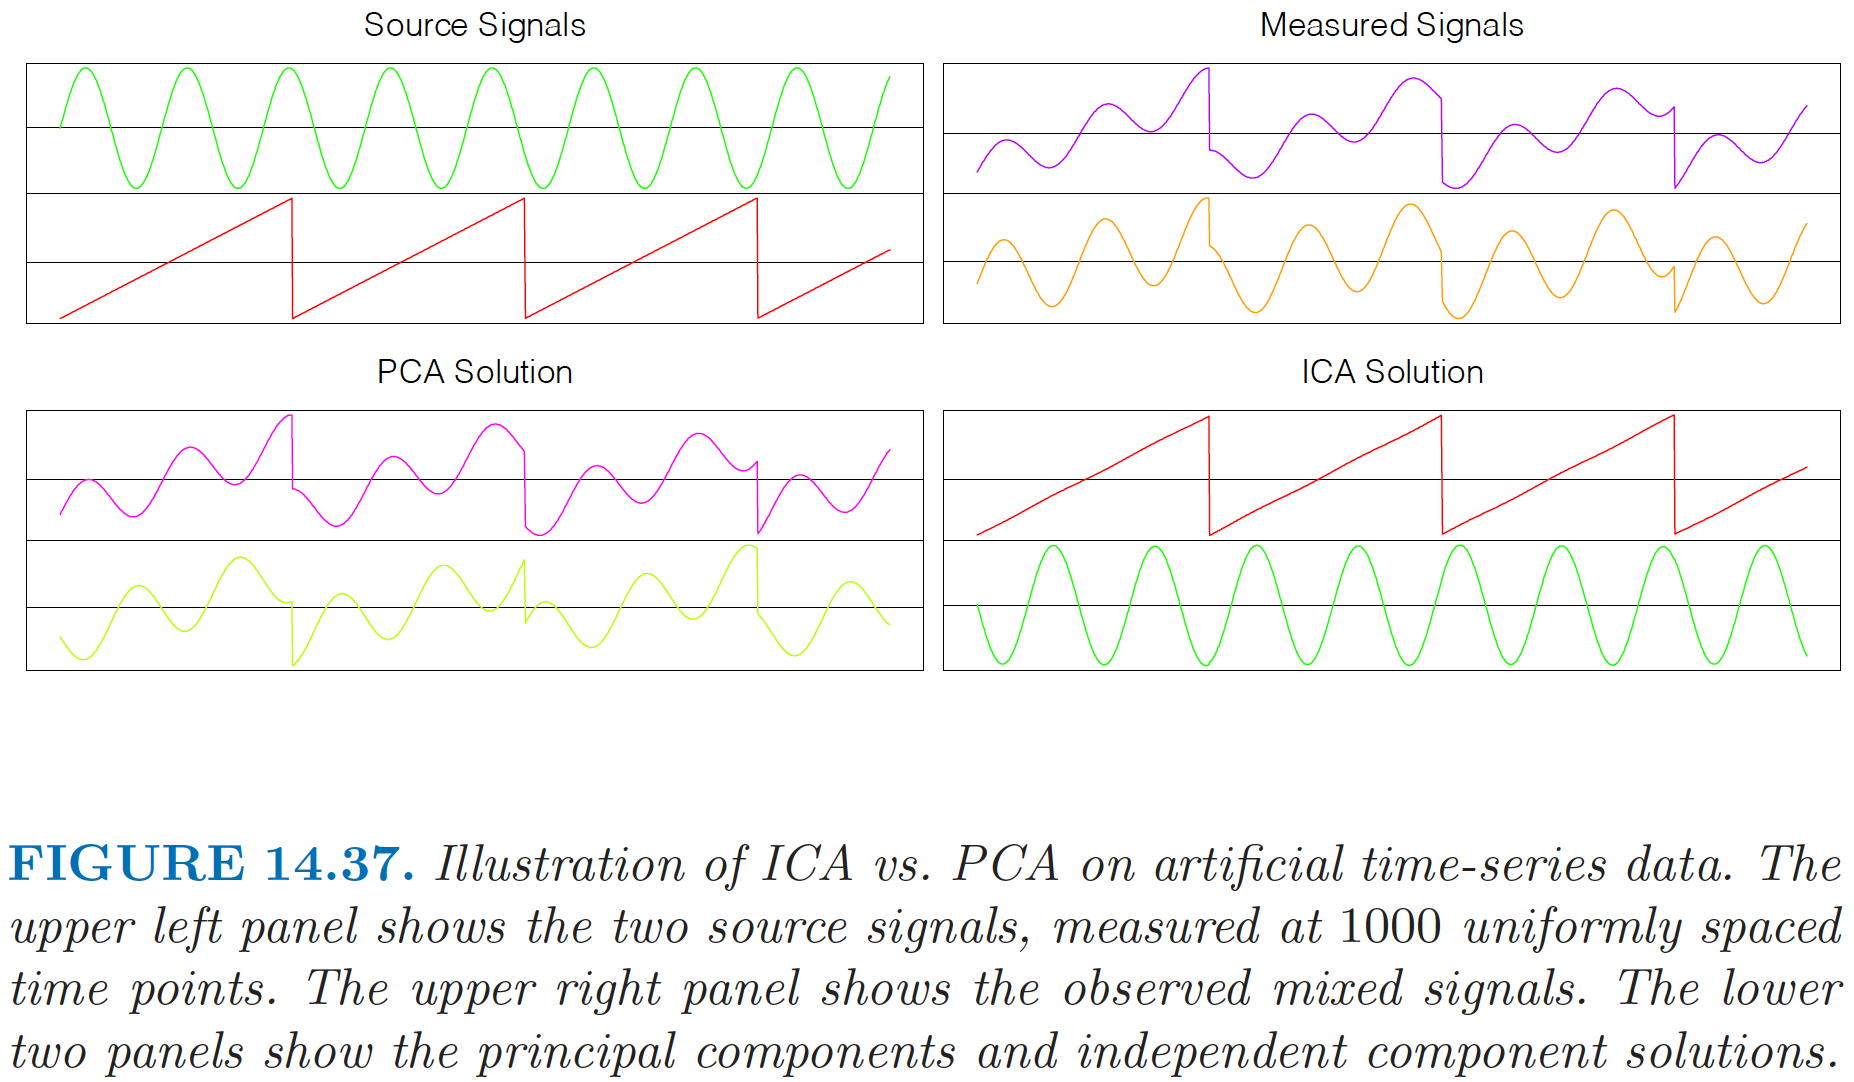 Source Signals
Measured Signals
PCA Solution
ICA Solution
FIGURE 14.37. Illustration of ICA vs. PCA on artificial time-series data. The
upper left panel shows the two source signals, measured at 1000 uniformly spaced
time points. The upper right panel shows the observed mixed signals. The lower
two panels show the principal components and independent component solutions.